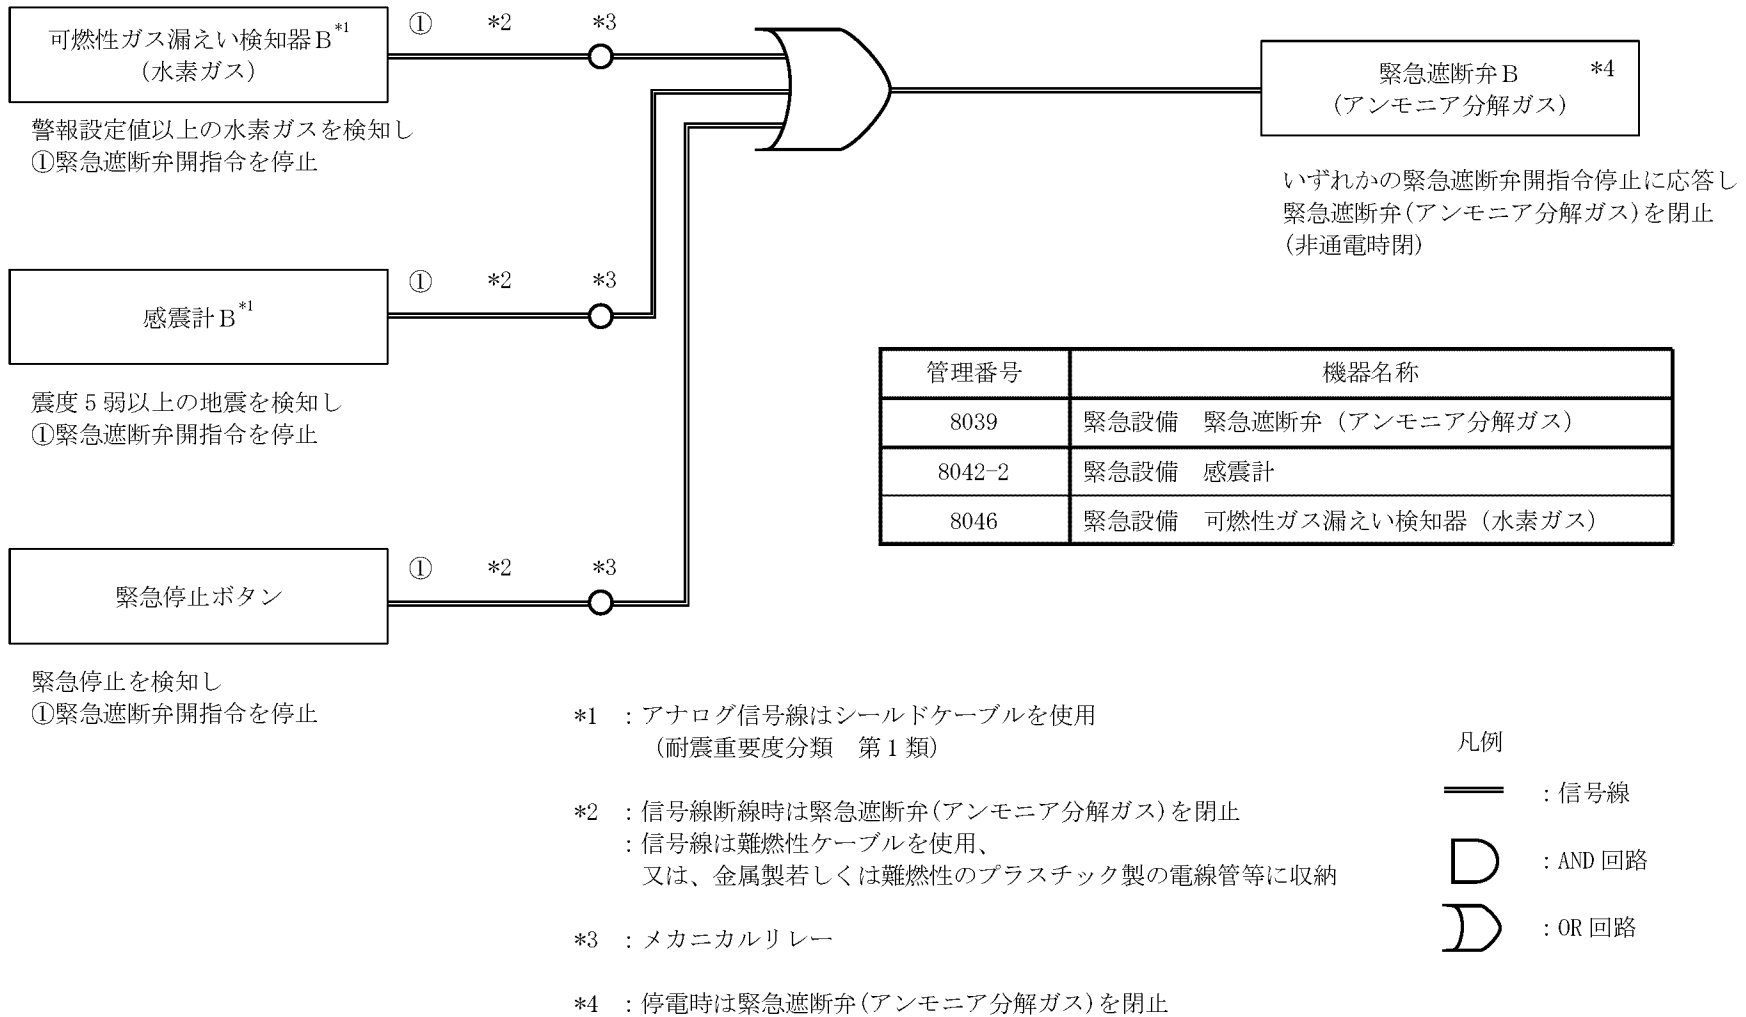 可燃性ガス漏えい検知器B*1
(水素ガス)
① *2 *3
警報設定値以上の水素ガスを検知し
①緊急遮断弁開指令を停止
緊急遮断弁B *4
(アンモニア分解ガス)
いずれかの緊急遮断弁開指令停止に応答し
緊急遮断弁(アンモニア分解ガス)を閉止
(非通電時閉)
感震計B*1
① *2 *3
震度5弱以上の地震を検知し
①緊急遮断弁開指令を停止
管理番号 機器名称
8039 緊急設備 緊急遮断弁(アンモニア分解ガス)
8042-2 緊急設備 感震計
8046 緊急設備 可燃性ガス漏えい検知器(水素ガス)
緊急停止ボタン
① *2 *3
緊急停止を検知し
①緊急遮断弁開指令を停止
*1 :アナログ信号線はシールドケーブルを使用
(耐震重要度分類 第1類)
*2 :信号線断線時は緊急遮断弁(アンモニア分解ガス)を閉止
:信号線は難燃性ケーブルを使用、
又は、金属製若しくは難燃性のプラスチック製の電線管等に収納
*3 :メカニカルリレー
*4 :停電時は緊急遮断弁(アンモニア分解ガス)を閉止
凡例
:信号線
:AND回路
:OR回路